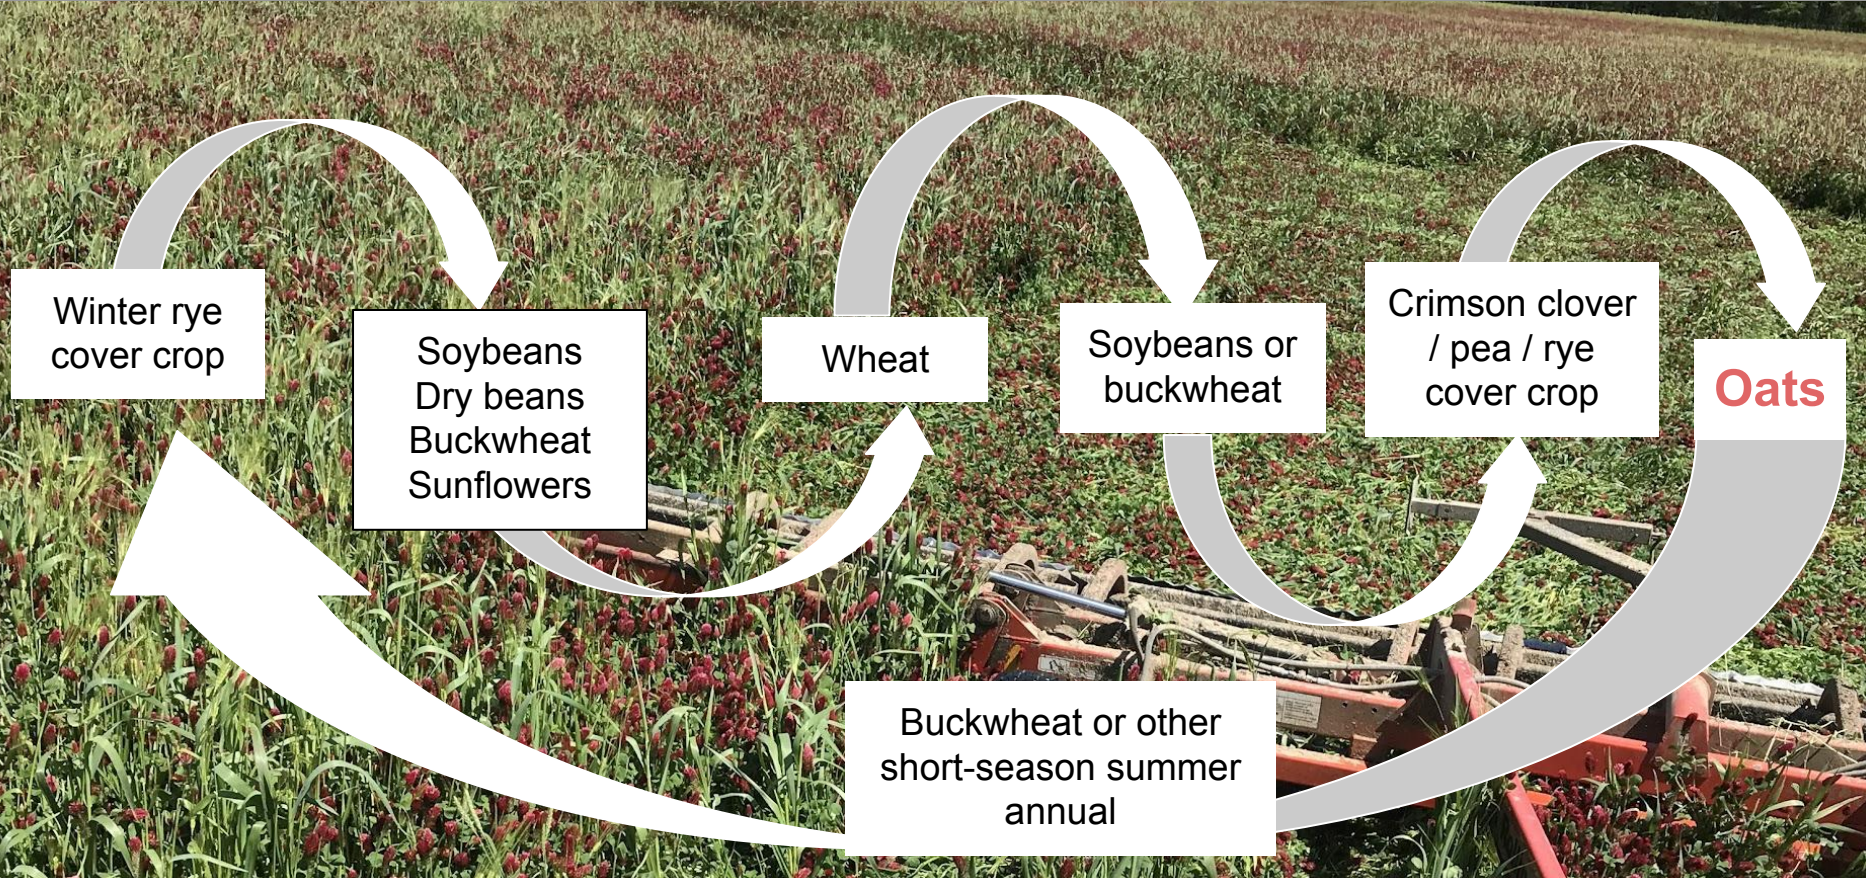 Winter rye
cover crop
Soybeans
Dry beans
Buckwheat
Sunflowers
Wheat
Soybeans or
buckwheat
Crimson clover
/ pea / rye
cover crop
Oats
Buckwheat or other
short-season summer
annual